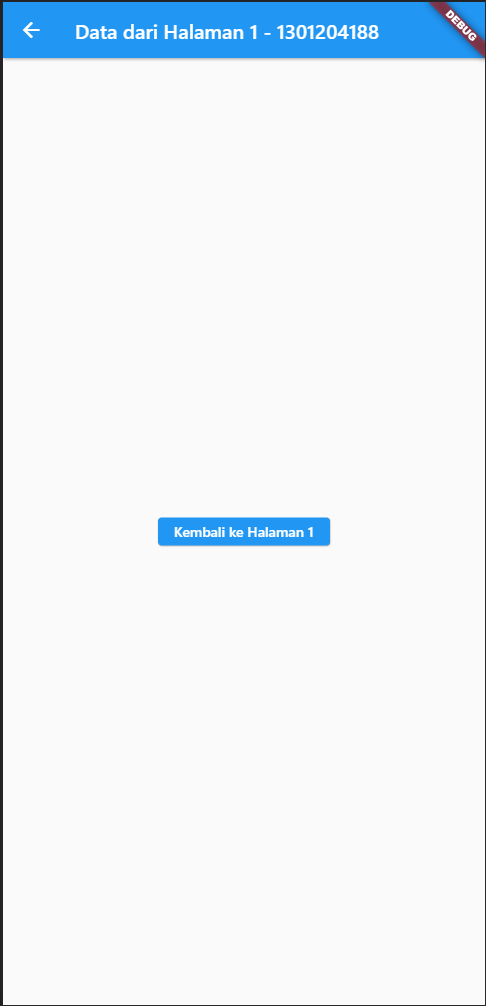 Data dari Halaman 1 - 1301204188
DEBUG
Kembali ke Halaman 1